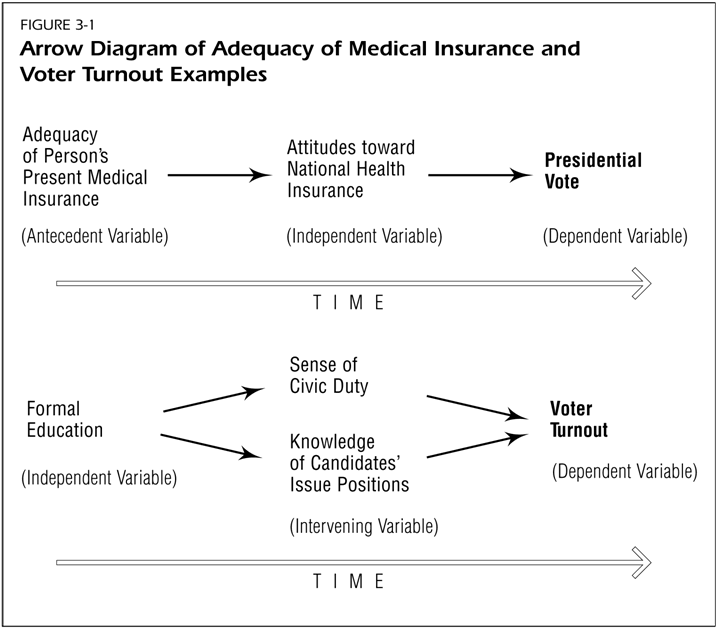 FIGURE 3-1
Arrow Diagram of Adequacy of Medical Insurance and
Voter Turnout Examples
Adequacy
of Person's
Present Medical
Insurance
(Antecedent Variable)
Attitudes toward
National Health
Insurance
(Independent Variable)
Presidential
Vote
(Dependent Variable)
TIME
Formal
Education
(Independent Variable)
Sense of
Civic Duty
Knowledge
of Candidates'
Issue Positions
(Intervening Variable)
Voter
Turnout
(Dependent Variable)
TIME